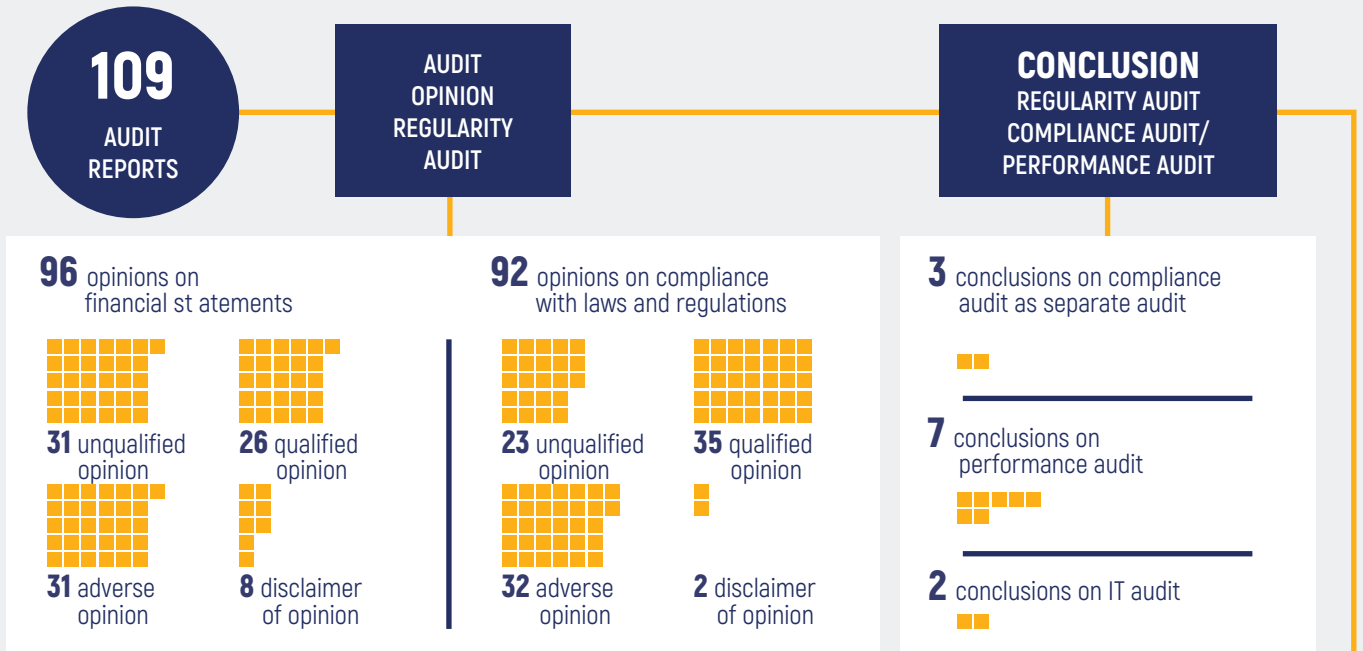 109
AUDIT
REPORTS
AUDIT
OPINION
REGULARITY
AUDIT
CONCLUSION
REGULARITY AUDIT
COMPLIANCE AUDIT/
PERFORMANCE AUDIT
96 opinions on
financial st atements
31 unqualified
opinion
26 qualified
opinion
31 adverse
opinion
8 disclaimer
of opinion
92 opinions on compliance
with laws and regulations
23 unqualified
opinion
35 qualified
opinion
32 adverse
opinion
2 disclaimer
of opinion
3 conclusions on compliance
audit as separate audit
7 conclusions on
performance audit
2 conclusions on IT audit